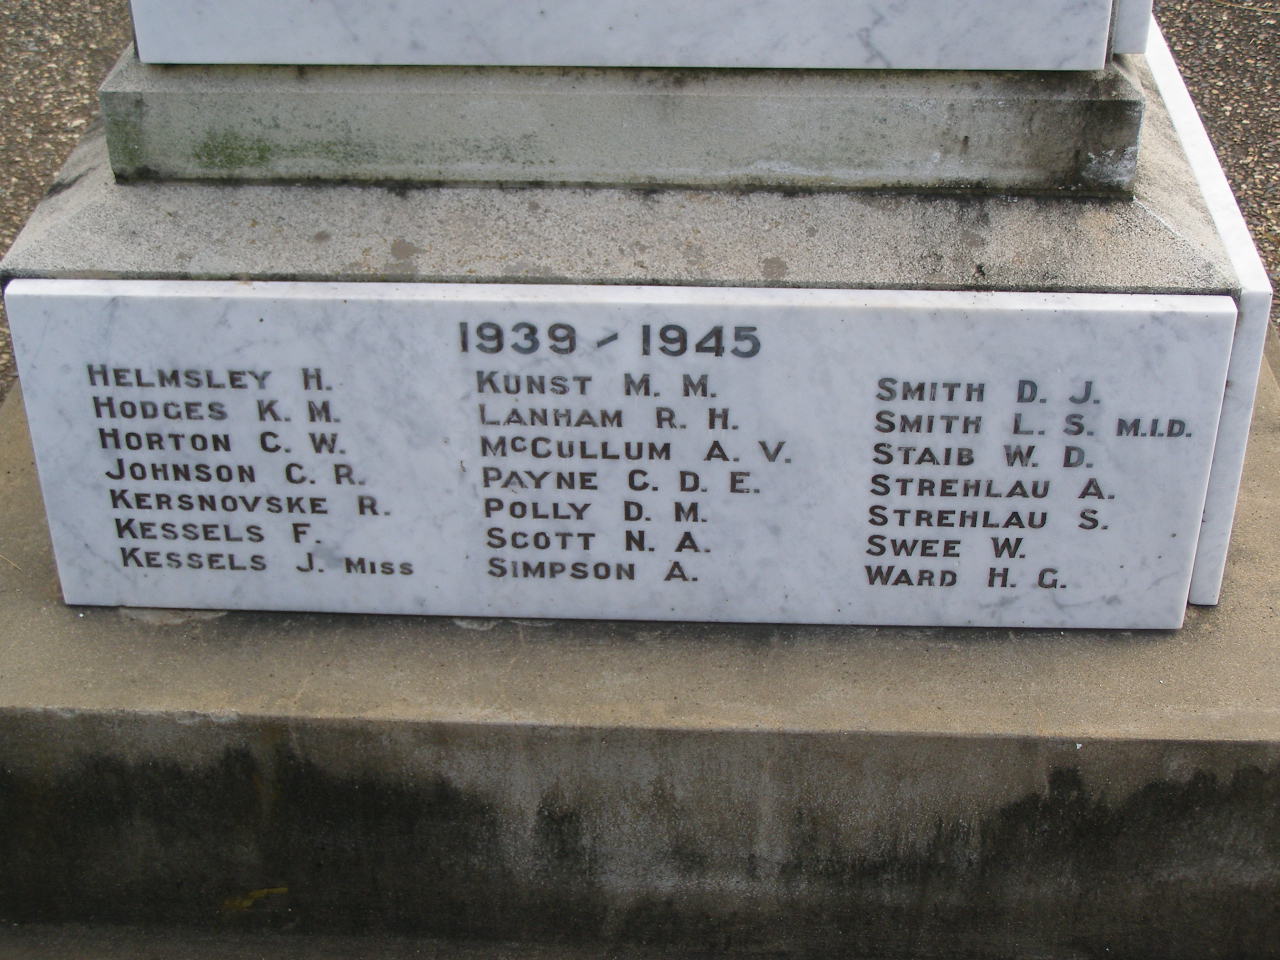 1939 - 1945
HELMSLEY H.
HODGES K. M.
HORTON C. W.
JOHNSON C. R.
KERSNOVSKE R.
KESSELS F.
KESSELS J. MISS
KUNST M. M.
LANHAM R. H.
MCCULLUM A. V.
PAYNE C. D. E.
POLLY D. M.
SCOTT N. A.
SIMPSON A.
SMITH D. J.
SMITH L. S. M.I.D.
STAIB W. D.
STREHLAU A.
STREHLAU S.
SWEE W.
WARD H. G.